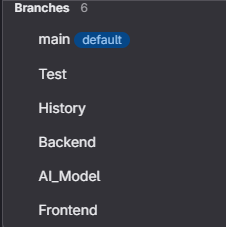 Branches 6
main default
Test
History
Backend
AI_Model
Frontend